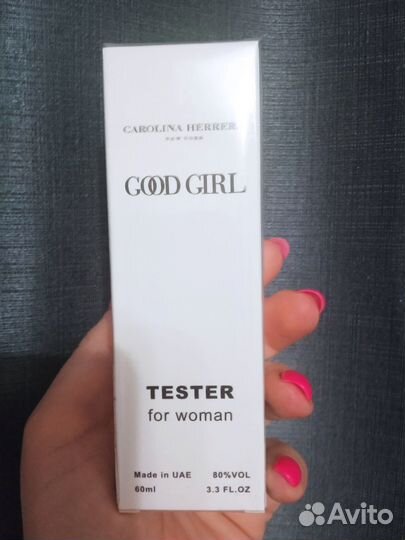 CAROLINA HERRER
NEW YORK
GOOD GIRL
TESTER
for woman
Made in UAE 80%VOL
60ml 3.3 FL.OZ
Avito